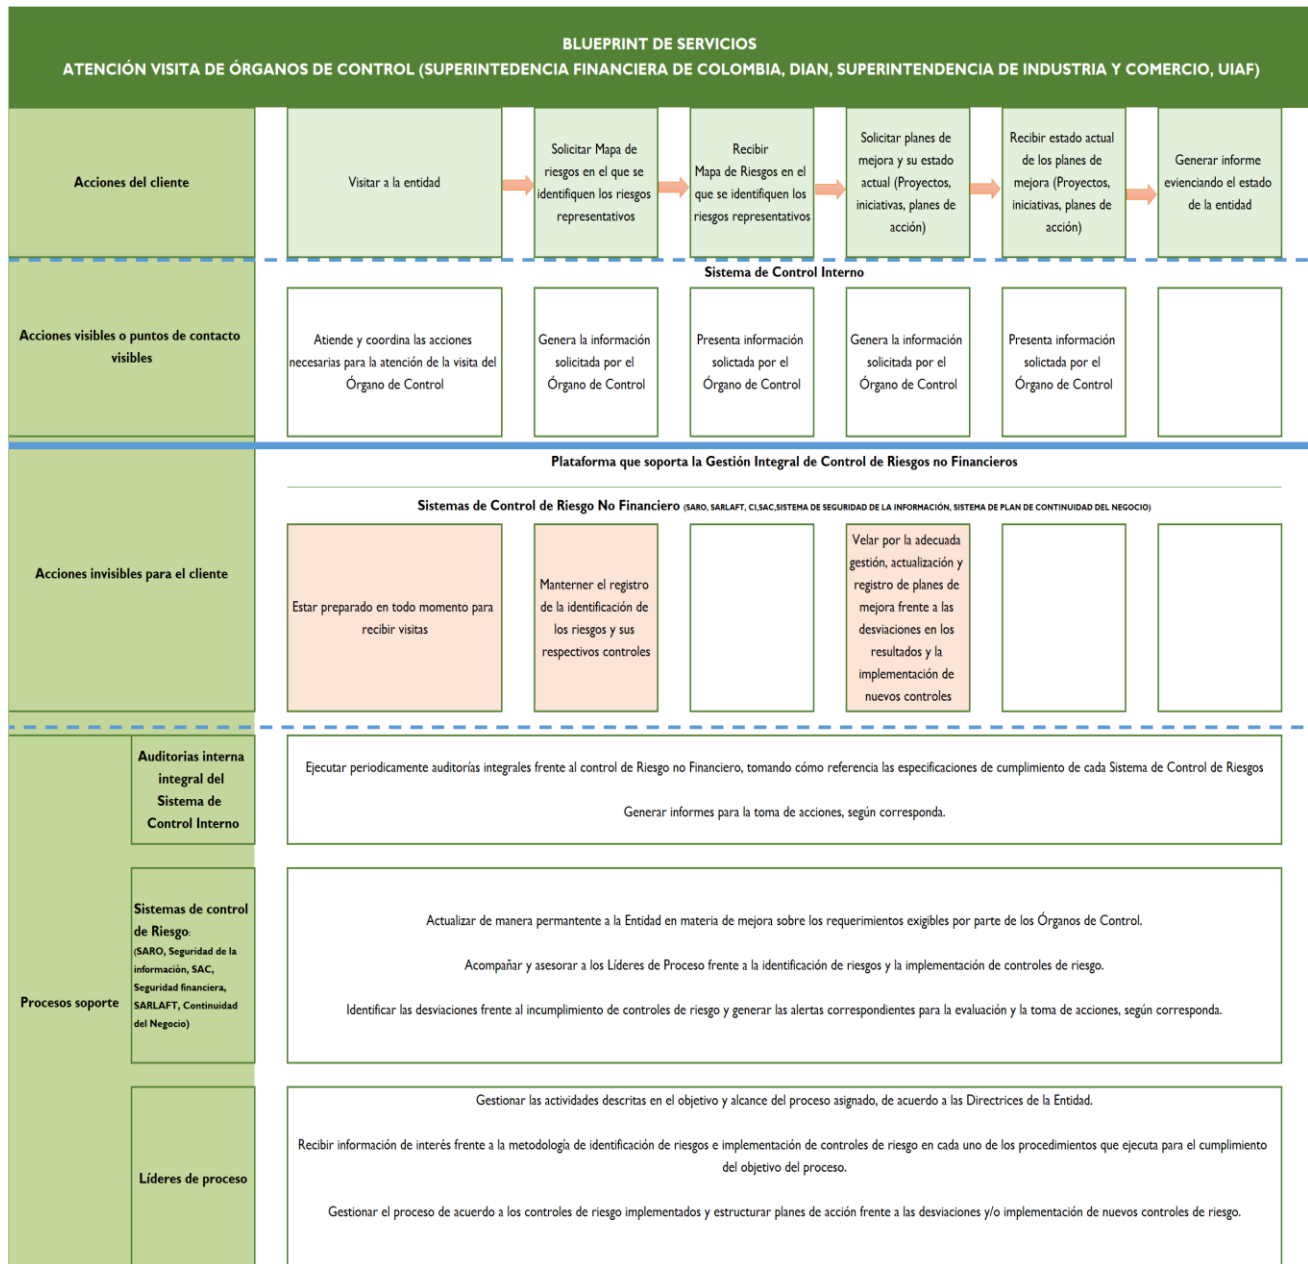 BLUEPRINT DE SERVICIOS
ATENCIÓN VISITA DE ÓRGANOS DE CONTROL (SUPERINTEDENCIA FINANCIERA DE COLOMBIA, DIAN, SUPERINTENDENCIA DE INDUSTRIA Y COMERCIO, UIAF)
Acciones del cliente
Visitar a la entidad
Solicitar Mapa de
riesgos en el que se
identifiquen los riesgos
representativos
Recibir
Mapa de Riesgos en el
que se identifiquen los
riesgos representativos
Solicitar planes de
mejora y su estado
actual (Proyectos,
iniciativas, planes de
acción)
Recibir estado actual
de los planes de
mejora (Proyectos,
iniciativas, planes de
acción)
Generar informe
evienciando el estado
de la entidad
Sistema de Control Interno
Acciones visibles o puntos de contacto
visibles
Atiende y coordina las acciones
necesarias para la atención de la visita del
Órgano de Control
Genera la información
solicitada por el
Órgano de Control
Presenta información
solictada por el
Órgano de Control
Genera la información
solicitada por el
Órgano de Control
Presenta información
solictada por el
Órgano de Control
Plataforma que soporta la Gestión Integral de Control de Resgos no Financieros
Sistemas de Control de Riesgo No Financiero (SARO, SARLAFT, CI,SAC,SISTEMA DE SEGURIDAD DE LA INFORMACIÓN, SISTEMA DE PLAN DE CONTINUIDAD DEL NEGOCIO)
Acciones invisibles para el cliente
Estar preparado en todo momento para
recibir visitas
Manterner el registro
de la identificación de
los riesgos y sus
respectivos controles
Velar por la adecuada
gestión, actualización y
registro de planes de
mejora frente a las
desviaciones en los
resultados y la
implementación de
nuevos controles
Procesos soporte
Auditorias interna
integral del
Sistema de
Control Interno
Ejecutar periodicamente auditorías integrales frente al control de Riesgo no Financiero, tomando cómo referencia las especificaciones de cumplimiento de cada Sistema de Control de Riesgos
Generar informes para la toma de acciones, según corresponda.
Sistemas de control
de Riesgo:
(SARO, Seguridad de la
informaciòn, SAC,
Seguridad financiera,
SARLAFT, Continuidad
del Negocio)
Actualizar de manera permantente a la Entidad en materia de mejora sobre los requerimientos exigibles por parte de los Órganos de Control.
Acompañar y asesorar a los Líderes de Proceso frente a la identificación de riesgos y la implementación de controles de riesgo.
Identificar las desviaciones frente al incumplimiento de controles de riesgo y generar las alertas correspondientes para la evaluación y la toma de acciones, según corresponda.
Líderes de proceso
Gestionar las actividades descritas en el objetivo y alcance del proceso asignado, de acuerdo a las Directrices de la Entidad.
Recibir información de interés frente a la metodología de identificación de riesgos e implementación de controles de riesgo en cada uno de los procedimientos que ejecuta para el cumplimiento
del objetivo del proceso.
Gestionar el proceso de acuerdo a los controles de riesgo implementados y estructurar planes de acción frente a las desviaciones y/o implementación de nuevos controles de riesgo.